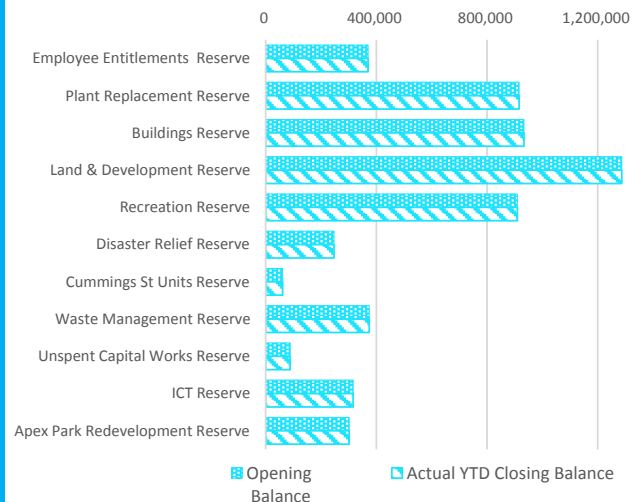 0 400,000 800,000 1,200,000
Employee Entitlements Reserve
Plant Replacement Reserve
Buildings Reserve
Land & Development Reserve
Recreation Reserve
Disaster Relief Reserve
Cummings St Units Reserve
Waste Management Reserve
Unspent Capital Works Reserve
ICT Reserve
Apex Park Redevelopment Reserve
Opening
Balance
Actual YTD Closing Balance